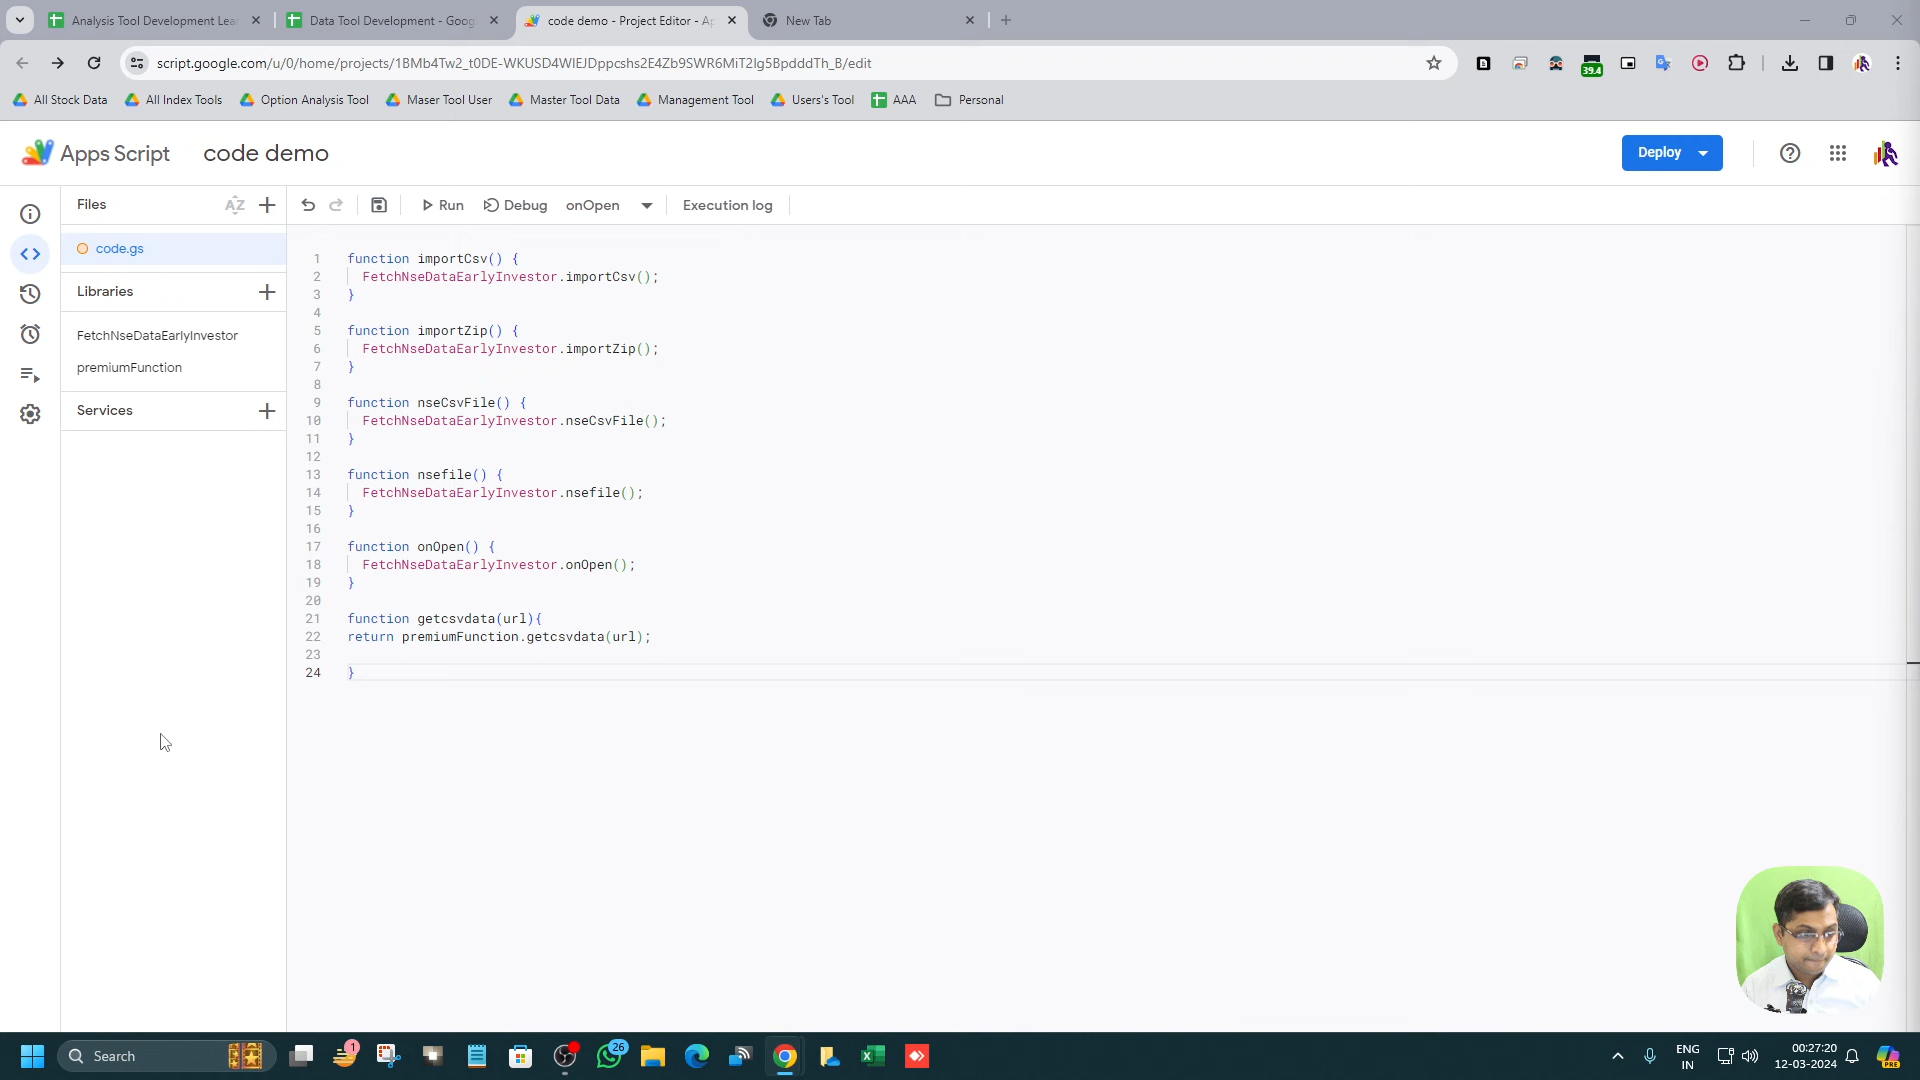 Analysis Tool Development Lea
Data Tool Development - Goog
code demo - Project Editor - Ap
New Tab
script.google.com/u/0/home/projects/1BMb4Tw2_t0DE-WKUSD4WIEJDppcshs2E4Zb9SWR6MiT2Ig5BpdddTh_B/edit
39.4
All Stock Data
All Index Tools
Option Analysis Tool
Maser Tool User
Master Tool Data
Management Tool
Users's Tool
AAA
Personal
Apps Script
code demo
Deploy
Files
AZ
Run
Debug
onOpen
Execution log
code.gs
Libraries
FetchNseDataEarlyInvestor
premiumFunction
Services
1 function importCsv() {
2 FetchNseDataEarlyInvestor.importCsv();
3 }
4
5 function importZip() {
6 FetchNseDataEarlyInvestor.importZip();
7 }
8
9 function nseCsvFile() {
10 FetchNseDataEarlyInvestor.nseCsvFile();
11 }
12
13 function nsefile() {
14 FetchNseDataEarlyInvestor.nsefile();
15 }
16
17 function onOpen() {
18 FetchNseDataEarlyInvestor.onOpen();
19 }
20
21 function getcsvdata(url){
22 return premiumFunction.getcsvdata(url);
23
24 }
Search
1
26
ENG
IN
00:27:20
12-03-2024
PRE